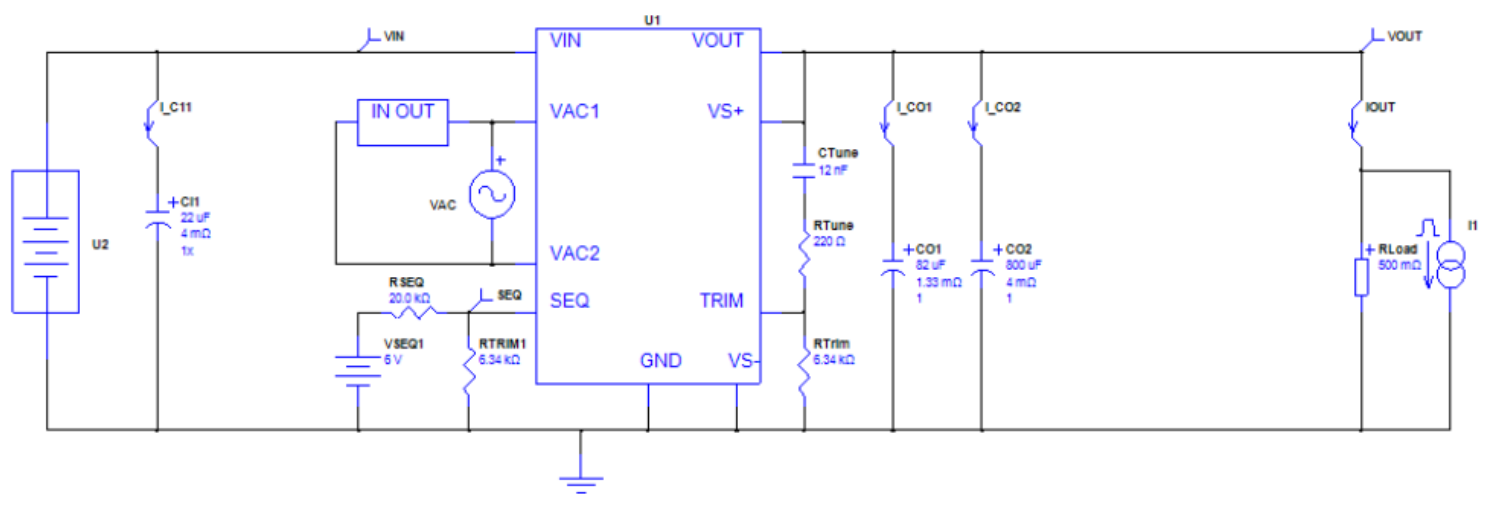 U1
VIN
VIN
VOUT
VOUT
I_C11
IN OUT
VAC1
VS+
I_CO1
I_CO2
IOUT
CTune
12 nF
VAC
CI1
22 uF
4 mΩ
1x
RTune
220 Ω
I1
U2
VAC2
CO1
82 uF
1.33 mΩ
1
CO2
800 uF
4 mΩ
1
RLoad
500 mΩ
RSEQ
20.0 kΩ
SEQ
SEQ
TRIM
VSEQ1
6 V
RTRIM1
6.34 kΩ
GND
VS-
RTrim
6.34 kΩ